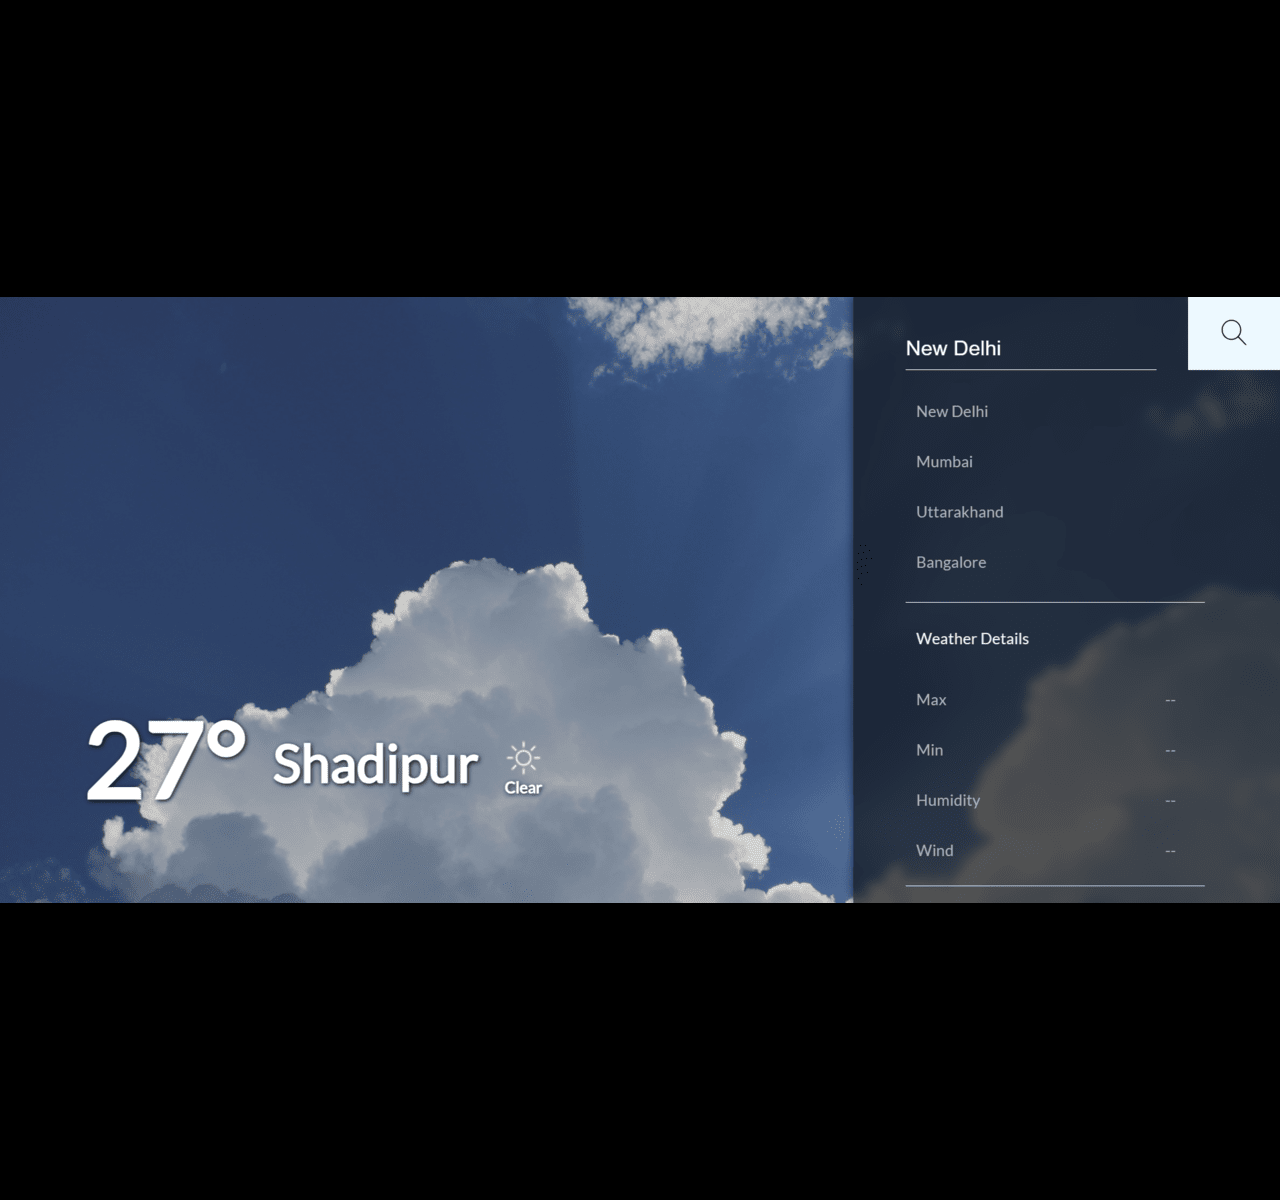 27° Shadipur
Clear
New Delhi
New Delhi
Mumbai
Uttarakhand
Bangalore
Weather Details
Max --
Min --
Humidity --
Wind --